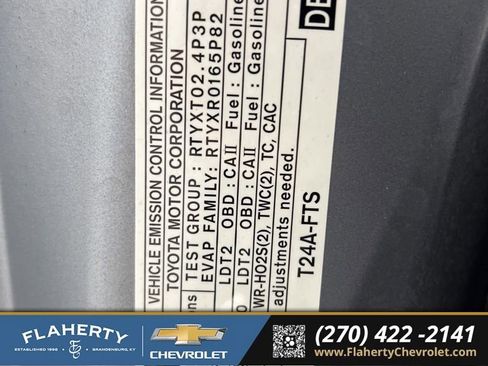 VEHICLE EMISSION CONTROL INFORMATION
TOYOTA MOTOR CORPORATION
TEST GROUP : RTYXT02.4P3P
EVAP FAMILY: RTYXR0165P82
LDT2 OBD : CAII Fuel : Gasoline
LDT2 OBD : CAII Fuel : Gasoline
WR-HO2S(2), TWC(2), TC, CAC
adjustments needed.
T24A-FTS
FLAHERTY
ESTABLISHED 1996 BRANDENBURG, KY
CHEVROLET
(270) 422 -2141
www.FlahertyChevrolet.com